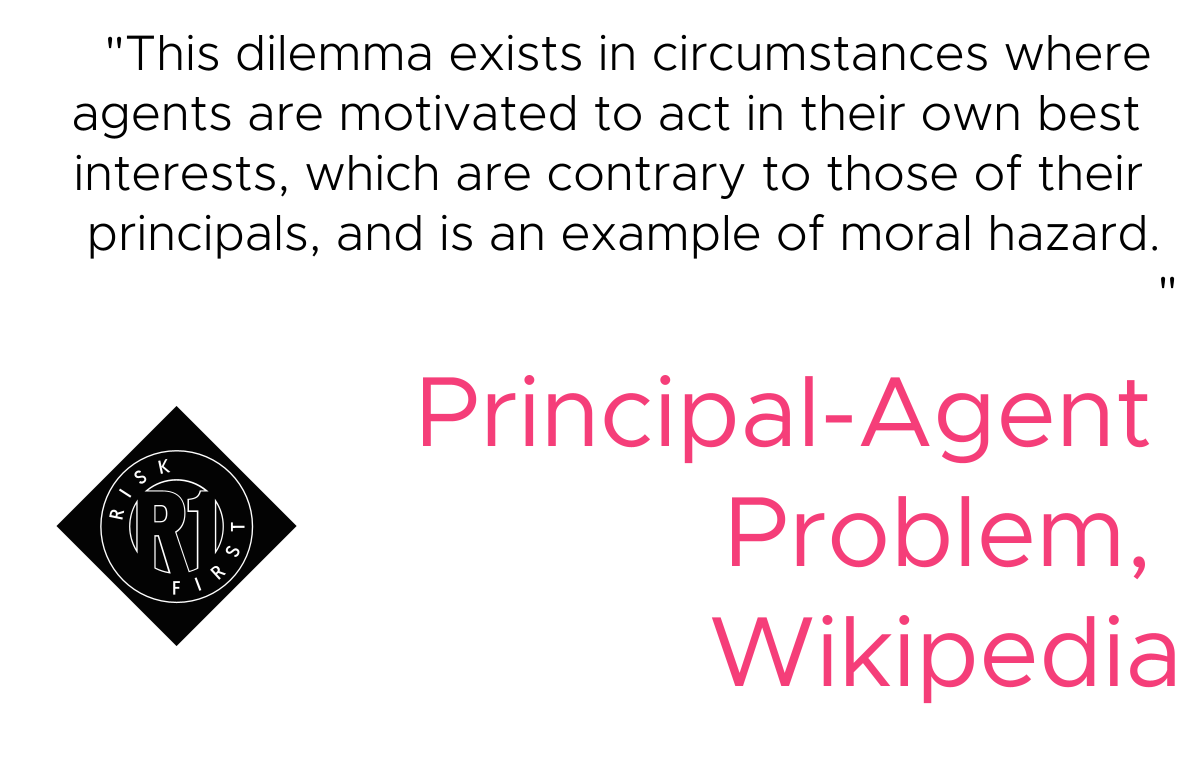 "This dilemma exists in circumstances where
agents are motivated to act in their own best
interests, which are contrary to those of their
principals, and is an example of moral hazard.
"
Principal-Agent
Problem,
Wikipedia
RISK
R1
FIRST